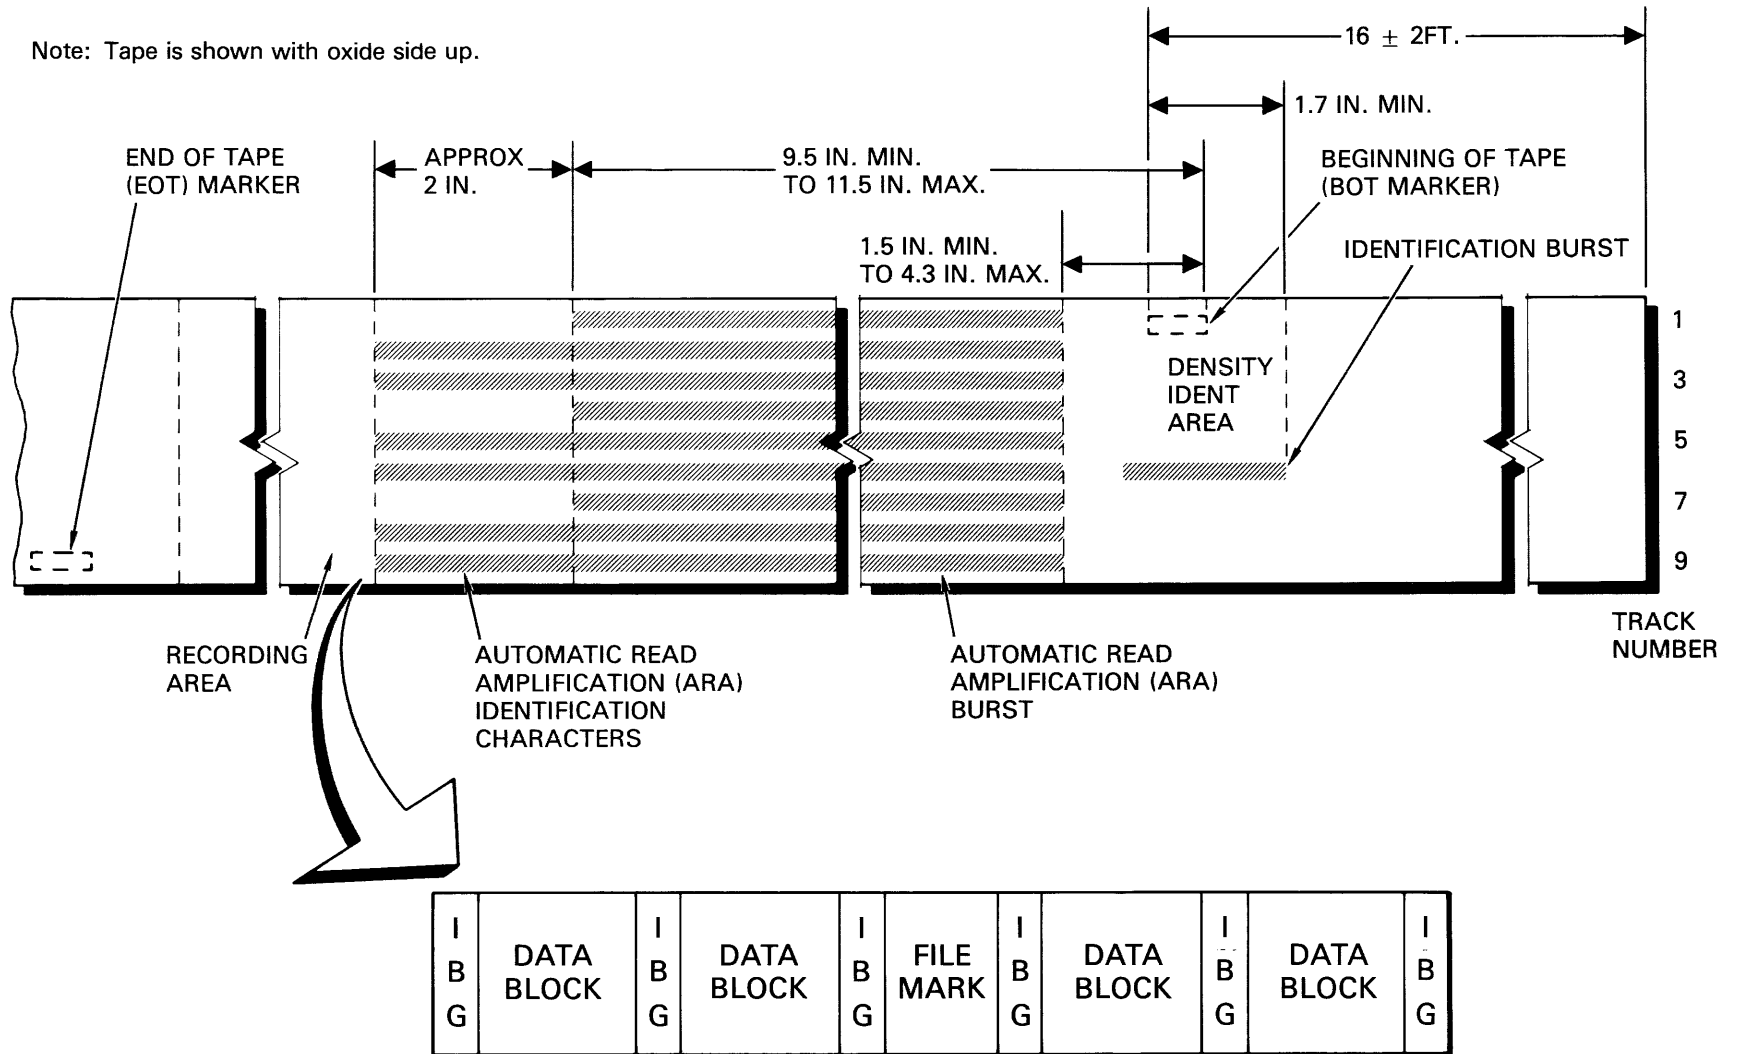 Note: Tape is shown with oxide side up.
16 ± 2FT.
1.7 IN. MIN.
END OF TAPE
(EOT) MARKER
APPROX
2 IN.
9.5 IN. MIN.
TO 11.5 IN. MAX.
BEGINNING OF TAPE
(BOT MARKER)
1.5 IN. MIN.
TO 4.3 IN. MAX.
IDENTIFICATION BURST
DENSITY
IDENT
AREA
1
3
5
7
9
TRACK
NUMBER
RECORDING
AREA
AUTOMATIC READ
AMPLIFICATION (ARA)
IDENTIFICATION
CHARACTERS
AUTOMATIC READ
AMPLIFICATION (ARA)
BURST
I
B
G
DATA
BLOCK
I
B
G
DATA
BLOCK
I
B
G
FILE
MARK
I
B
G
DATA
BLOCK
I
B
G
DATA
BLOCK
I
B
G